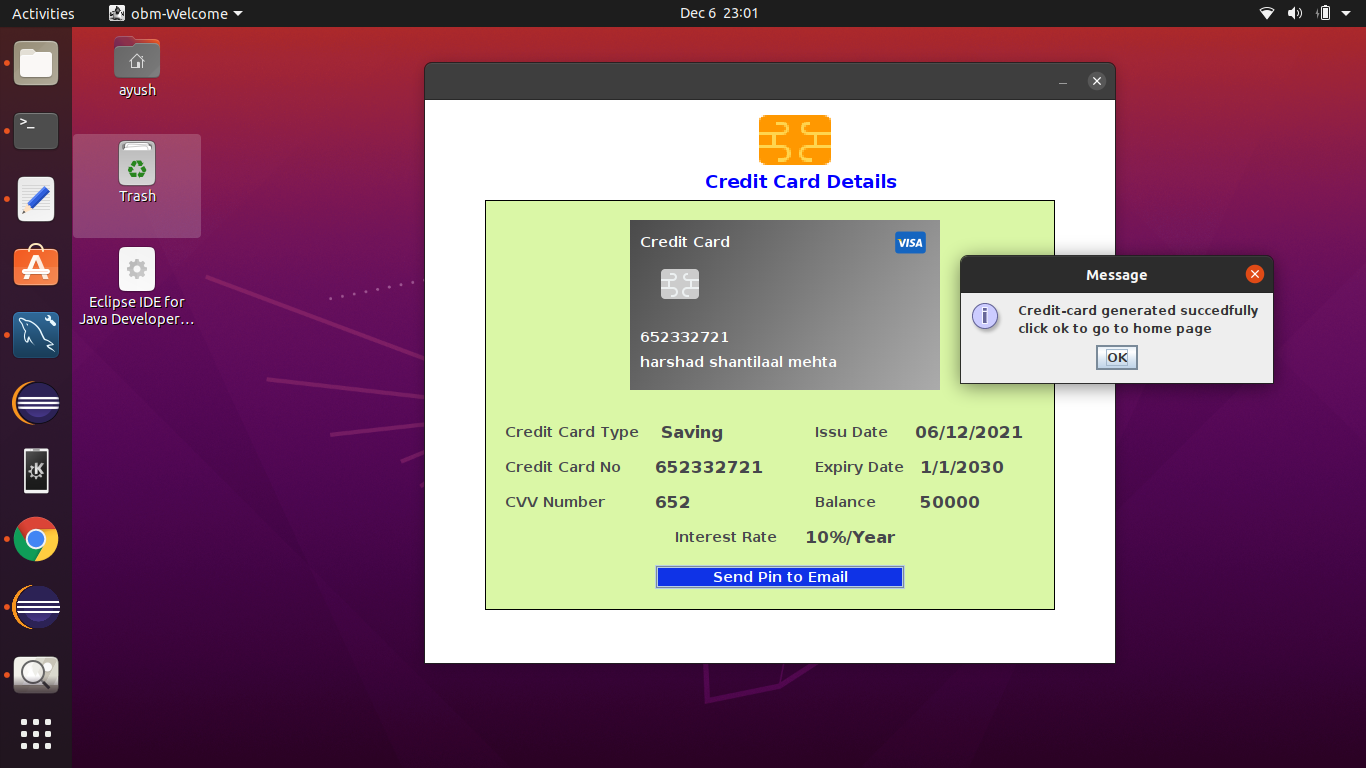 Activities
obm-Welcome
Dec 6 23:01
ayush
Trash
Eclipse IDE for
Java Developer…
>_
K
Credit Card Details
Credit Card
VISA
652332721
harshad shantilaal mehta
Message
Credit-card generated succedfully
click ok to go to home page
OK
Credit Card Type Saving Issu Date 06/12/2021
Credit Card No 652332721 Expiry Date 1/1/2030
CVV Number 652 Balance 50000
Interest Rate 10%/Year
Send Pin to Email